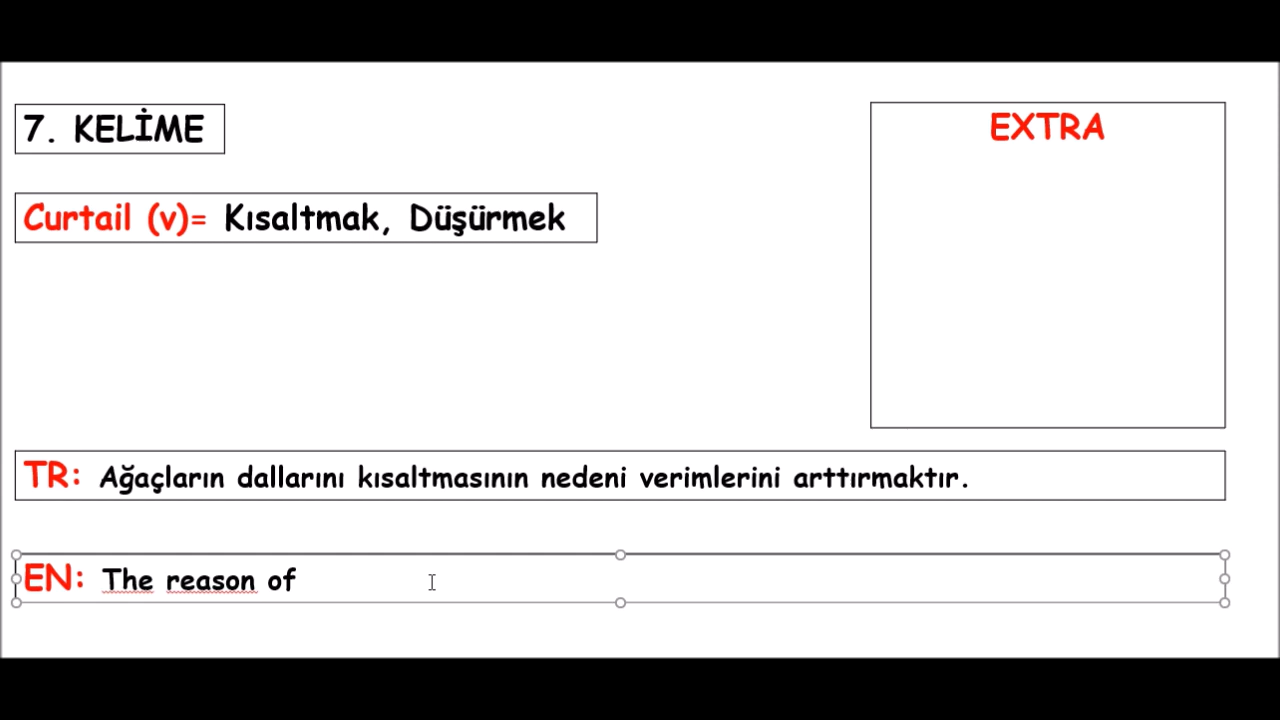 7. KELİME
EXTRA
Curtail (v)= Kısaltmak, Düşürmek
TR: Ağaçların dallarını kısaltmasının nedeni verimlerini arttırmaktır.
EN: The reason of